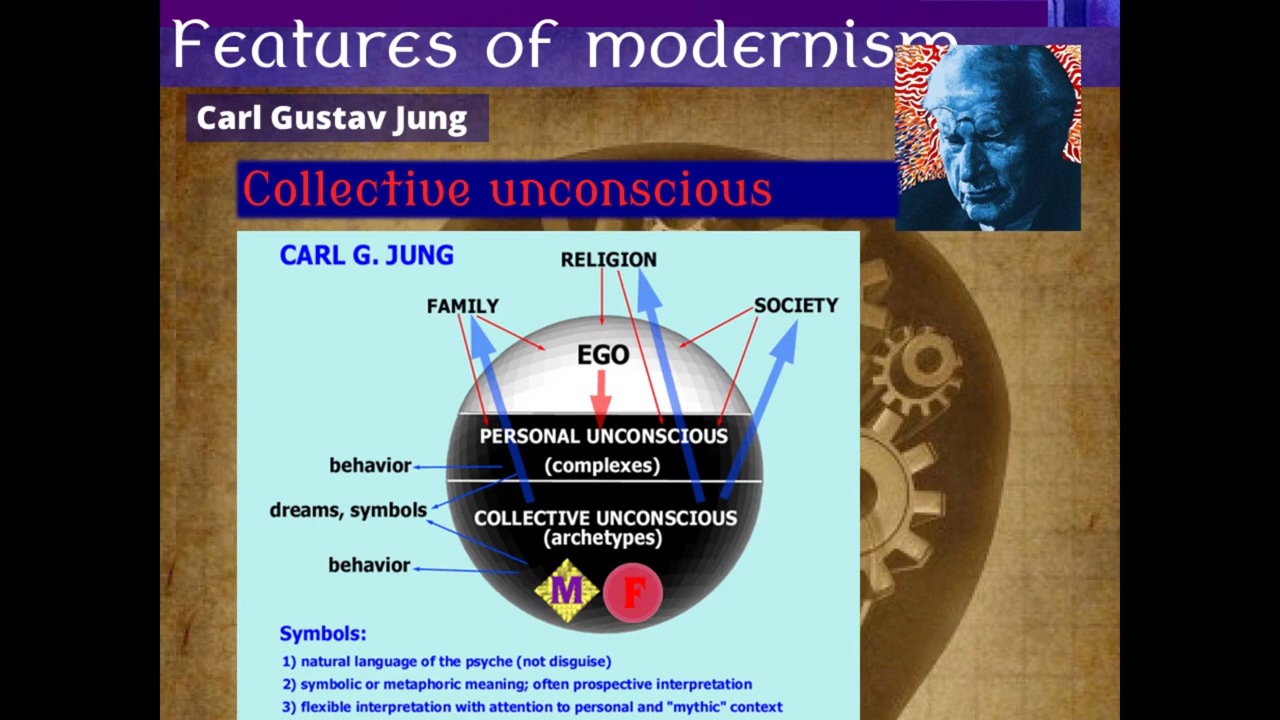 Features of modernism
Carl Gustav Jung
Collective unconscious
CARL G. JUNG
RELIGION
FAMILY
SOCIETY
EGO
PERSONAL UNCONSCIOUS
(complexes)
behavior
dreams, symbols
COLLECTIVE UNCONSCIOUS
(archetypes)
behavior
M F
Symbols:
1) natural language of the psyche (not disguise)
2) symbolic or metaphoric meaning; often prospective interpretation
3) flexible interpretation with attention to personal and "mythic" context